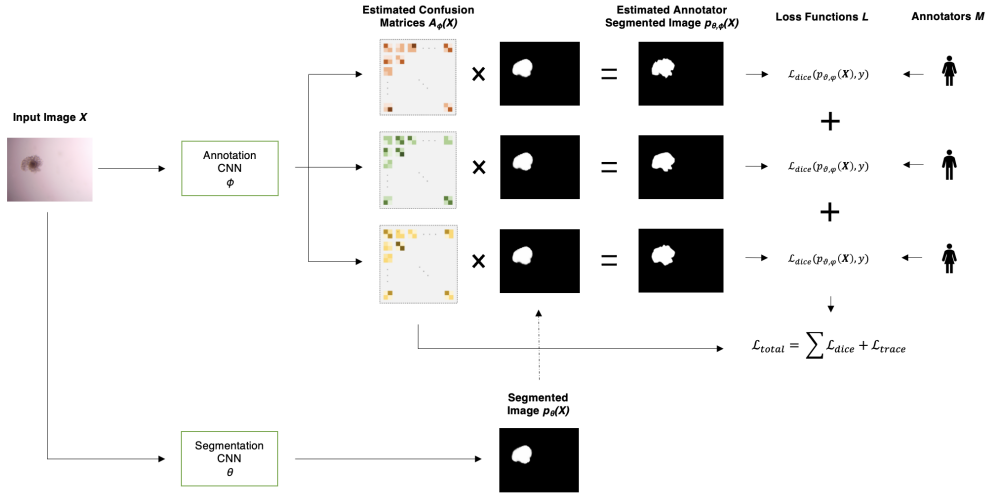 Estimated Confusion
Matrices A𝜙(X)
Estimated Annotator
Segmented Image p𝜃,𝜙(X)
Loss Functions L
Annotators M
Input Image X
Annotation
CNN
𝜙
×
=
ℒdice(p𝜗,𝜑(X), y)
+
×
=
ℒdice(p𝜗,𝜑(X), y)
+
×
=
ℒdice(p𝜗,𝜑(X), y)
ℒtotal = ∑ ℒdice + ℒtrace
Segmented
Image p𝜃(X)
Segmentation
CNN
𝜃